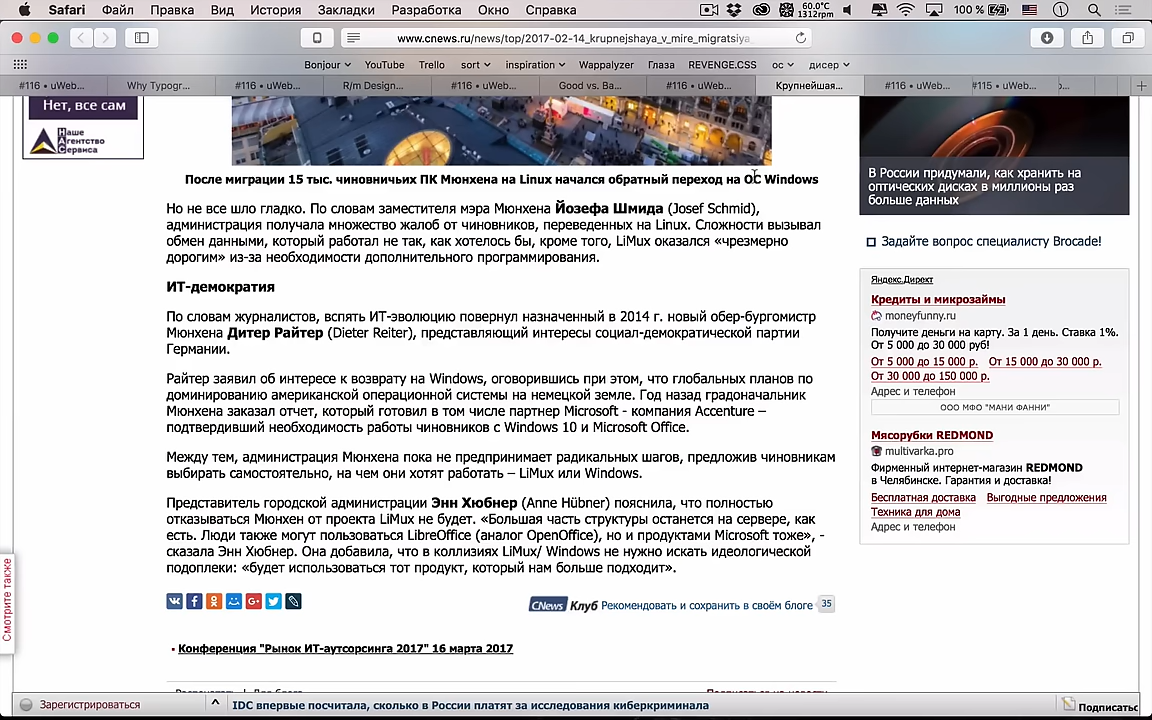 Safari Файл Правка Вид История Закладки Разработка Окно Справка 60.0°C 1312rpm 100 %
www.cnews.ru/news/top/2017-02-14_krupnejshaya_v_mire_migratsiya_
Bonjour YouTube Trello sort inspiration Wappalyzer Глаза REVENGE.CSS ос дисер
#116 • uWeb... Why Typogr... #116 • uWeb... R/m Design... #116 • uWeb... Good vs. Ba... #116 • uWeb... Крупнейшая... #116 • uWeb... #115 • uWeb...
Нет, все сам
Наше
Агентство
Сервиса
После миграции 15 тыс. чиновничьих ПК Мюнхена на Linux начался обратный переход на ОС Windows
Но не все шло гладко. По словам заместителя мэра Мюнхена Йозефа Шмида (Josef Schmid),
администрация получала множество жалоб от чиновников, переведенных на Linux. Сложности вызывал
обмен данными, который работал не так, как хотелось бы, кроме того, LiMux оказался «чрезмерно
дорогим» из-за необходимости дополнительного программирования.
ИТ-демократия
По словам журналистов, вспять ИТ-эволюцию повернул назначенный в 2014 г. новый обер-бургомистр
Мюнхена Дитер Райтер (Dieter Reiter), представляющий интересы социал-демократической партии
Германии.
Райтер заявил об интересе к возврату на Windows, оговорившись при этом, что глобальных планов по
доминированию американской операционной системы на немецкой земле. Год назад градоначальник
Мюнхена заказал отчет, который готовил в том числе партнер Microsoft - компания Accenture –
подтвердивший необходимость работы чиновников с Windows 10 и Microsoft Office.
Между тем, администрация Мюнхена пока не предпринимает радикальных шагов, предложив чиновникам
выбирать самостоятельно, на чем они хотят работать – LiMux или Windows.
Представитель городской администрации Энн Хюбнер (Anne Hübner) пояснила, что полностью
отказываться Мюнхен от проекта LiMux не будет. «Большая часть структуры останется на сервере, как
есть. Люди также могут пользоваться LibreOffice (аналог OpenOffice), но и продуктами Microsoft тоже», -
сказала Энн Хюбнер. Она добавила, что в коллизиях LiMux/ Windows не нужно искать идеологической
подоплеки: «будет использоваться тот продукт, который нам больше подходит».
CNews Клуб Рекомендовать и сохранить в своём блоге 35
Конференция "Рынок ИТ-аутсорсинга 2017" 16 марта 2017
Распечатать | Для блога Подписаться на новости
В России придумали, как хранить на
оптических дисках в миллионы раз
больше данных
Задайте вопрос специалисту Brocade!
Яндекс.Директ
Кредиты и микрозаймы
moneyfunny.ru
Получите деньги на карту. За 1 день. Ставка 1%.
От 5 000 до 30 000 руб!
От 5 000 до 15 000 р. От 15 000 до 30 000 р.
От 30 000 до 150 000 р.
Адрес и телефон
ООО МФО "МАНИ ФАННИ"
Мясорубки REDMOND
multivarka.pro
Фирменный интернет-магазин REDMOND
в Челябинске. Гарантия и доставка!
Бесплатная доставка Выгодные предложения
Техника для дома
Адрес и телефон
Смотрите также
Зарегистрироваться ^ IDC впервые посчитала, сколько в России платят за исследования киберкриминала Подписатьс